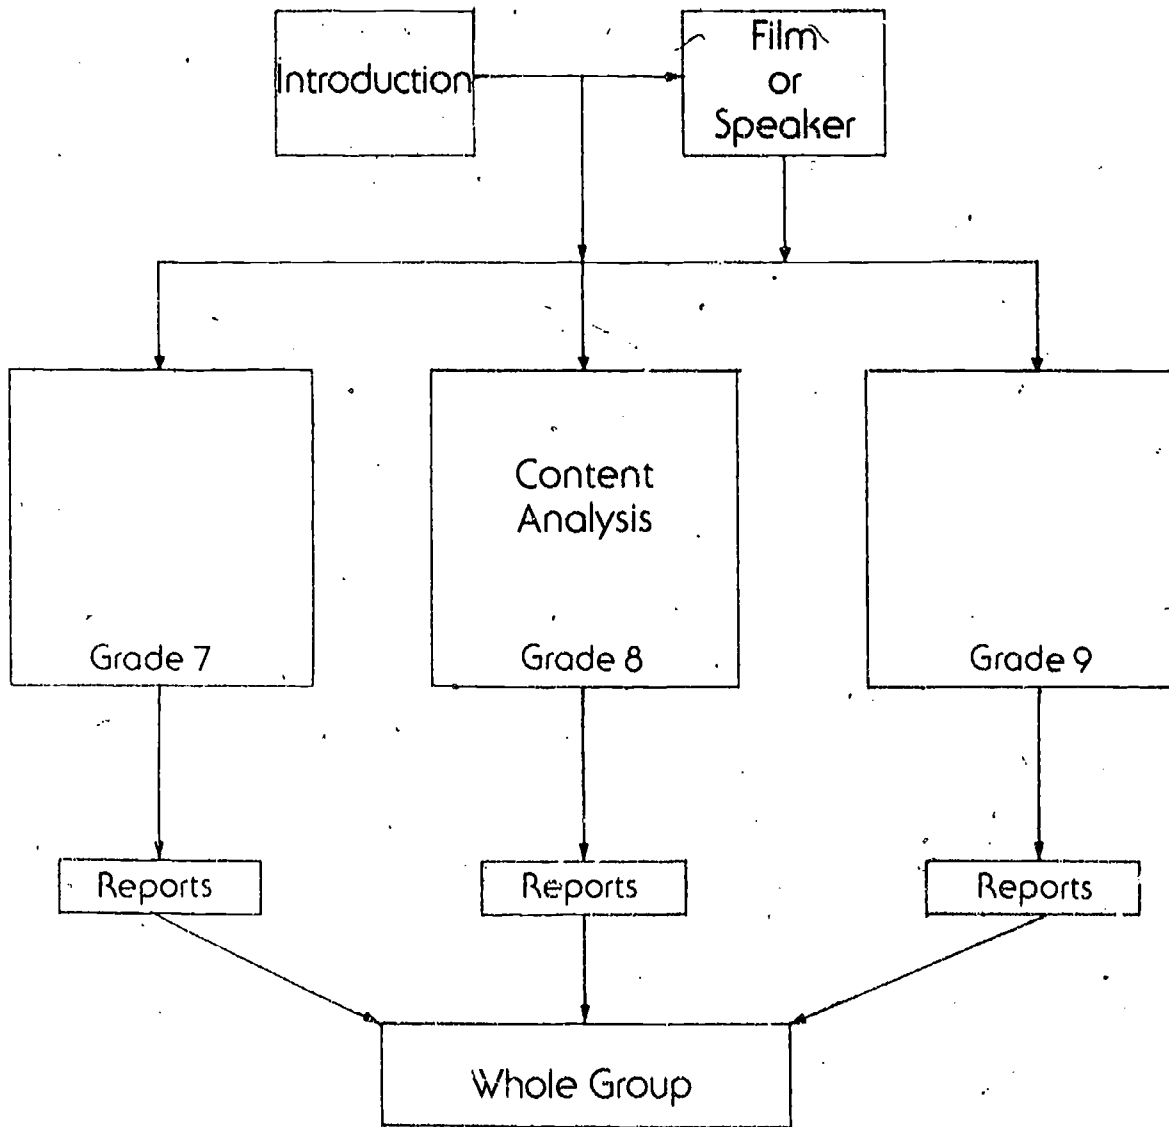 Introduction
Film
or
Speaker
Content
Analysis
Grade 7
Grade 8
Grade 9
Reports
Reports
Reports
Whole Group